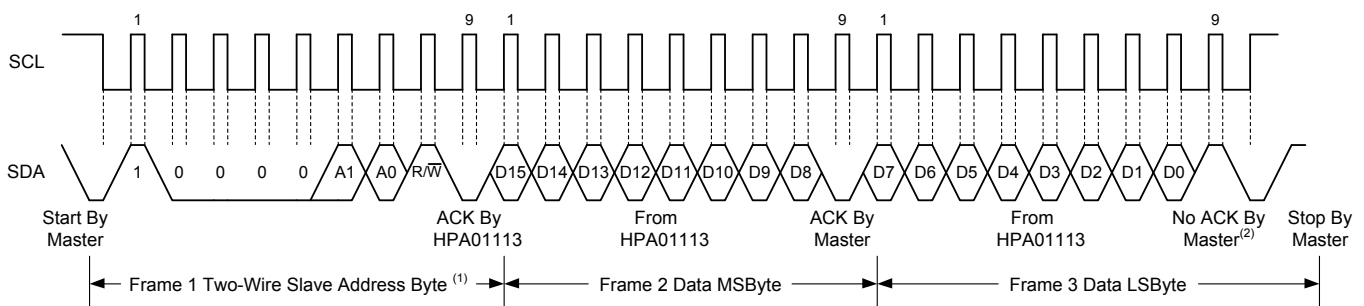 1 9 1 9 1 9
SCL
SDA
1 0 0 0 0 A1 A0 R/W̅ D15 D14 D13 D12 D11 D10 D9 D8 D7 D6 D5 D4 D3 D2 D1 D0
Start By
Master
ACK By
HPA01113
From
HPA01113
ACK By
Master
From
HPA01113
No ACK By
Master(2)
Stop By
Master
Frame 1 Two-Wire Slave Address Byte (1)
Frame 2 Data MSByte
Frame 3 Data LSByte